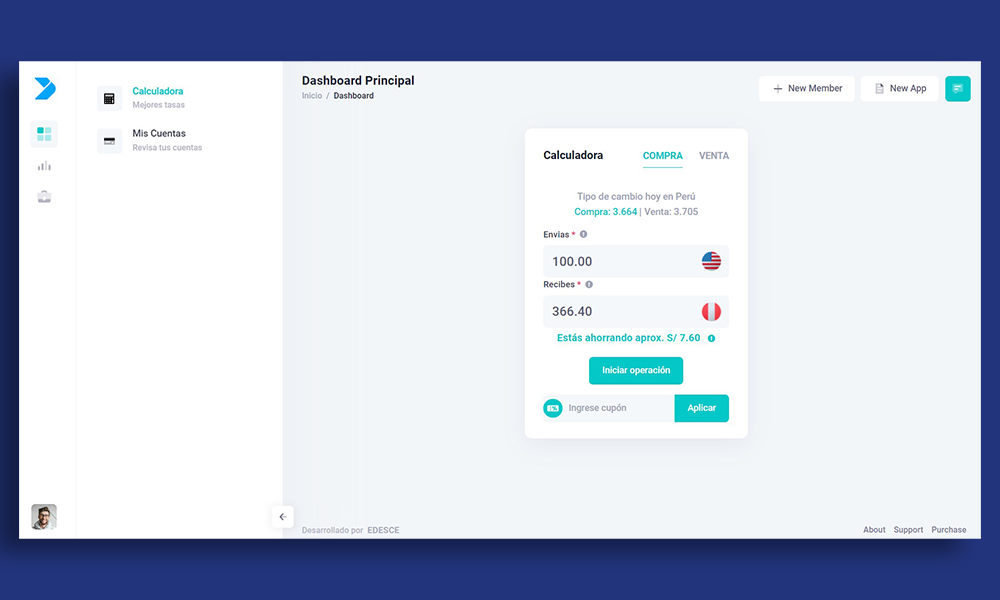 Calculadora
Mejores tasas
Mis Cuentas
Revisa tus cuentas
Dashboard Principal
Inicio / Dashboard
+ New Member
New App
Calculadora
COMPRA VENTA
Tipo de cambio hoy en Perú
Compra: 3.664 | Venta: 3.705
Envías *
100.00
Recibes *
366.40
Estás ahorrando aprox. S/ 7.60
Iniciar operación
Ingrese cupón
Aplicar
Desarrollado por EDESCE
About Support Purchase